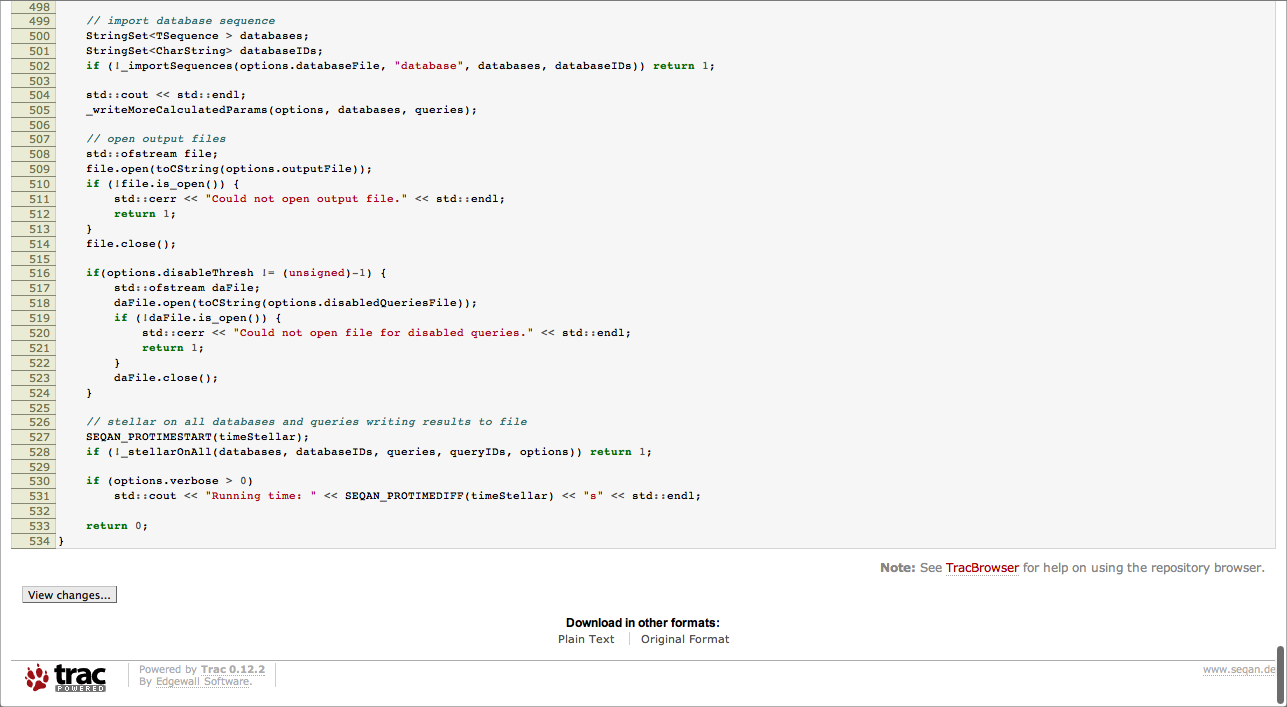 498
499 // import database sequence
500 StringSet<TSequence > databases;
501 StringSet<CharString> databaseIDs;
502 if (!_importSequences(options.databaseFile, "database", databases, databaseIDs)) return 1;
503
504 std::cout << std::endl;
505 _writeMoreCalculatedParams(options, databases, queries);
506
507 // open output files
508 std::ofstream file;
509 file.open(toCString(options.outputFile));
510 if (!file.is_open()) {
511 std::cerr << "Could not open output file." << std::endl;
512 return 1;
513 }
514 file.close();
515
516 if(options.disableThresh != (unsigned)-1) {
517 std::ofstream daFile;
518 daFile.open(toCString(options.disabledQueriesFile));
519 if (!daFile.is_open()) {
520 std::cerr << "Could not open file for disabled queries." << std::endl;
521 return 1;
522 }
523 daFile.close();
524 }
525
526 // stellar on all databases and queries writing results to file
527 SEQAN_PROTIMESTART(timeStellar);
528 if (!_stellarOnAll(databases, databaseIDs, queries, queryIDs, options)) return 1;
529
530 if (options.verbose > 0)
531 std::cout << "Running time: " << SEQAN_PROTIMEDIFF(timeStellar) << "s" << std::endl;
532
533 return 0;
534 }
Note: See TracBrowser for help on using the repository browser.
View changes...
Download in other formats:
Plain Text
Original Format
trac
POWERED
Powered by Trac 0.12.2
By Edgewall Software.
www.seqan.de